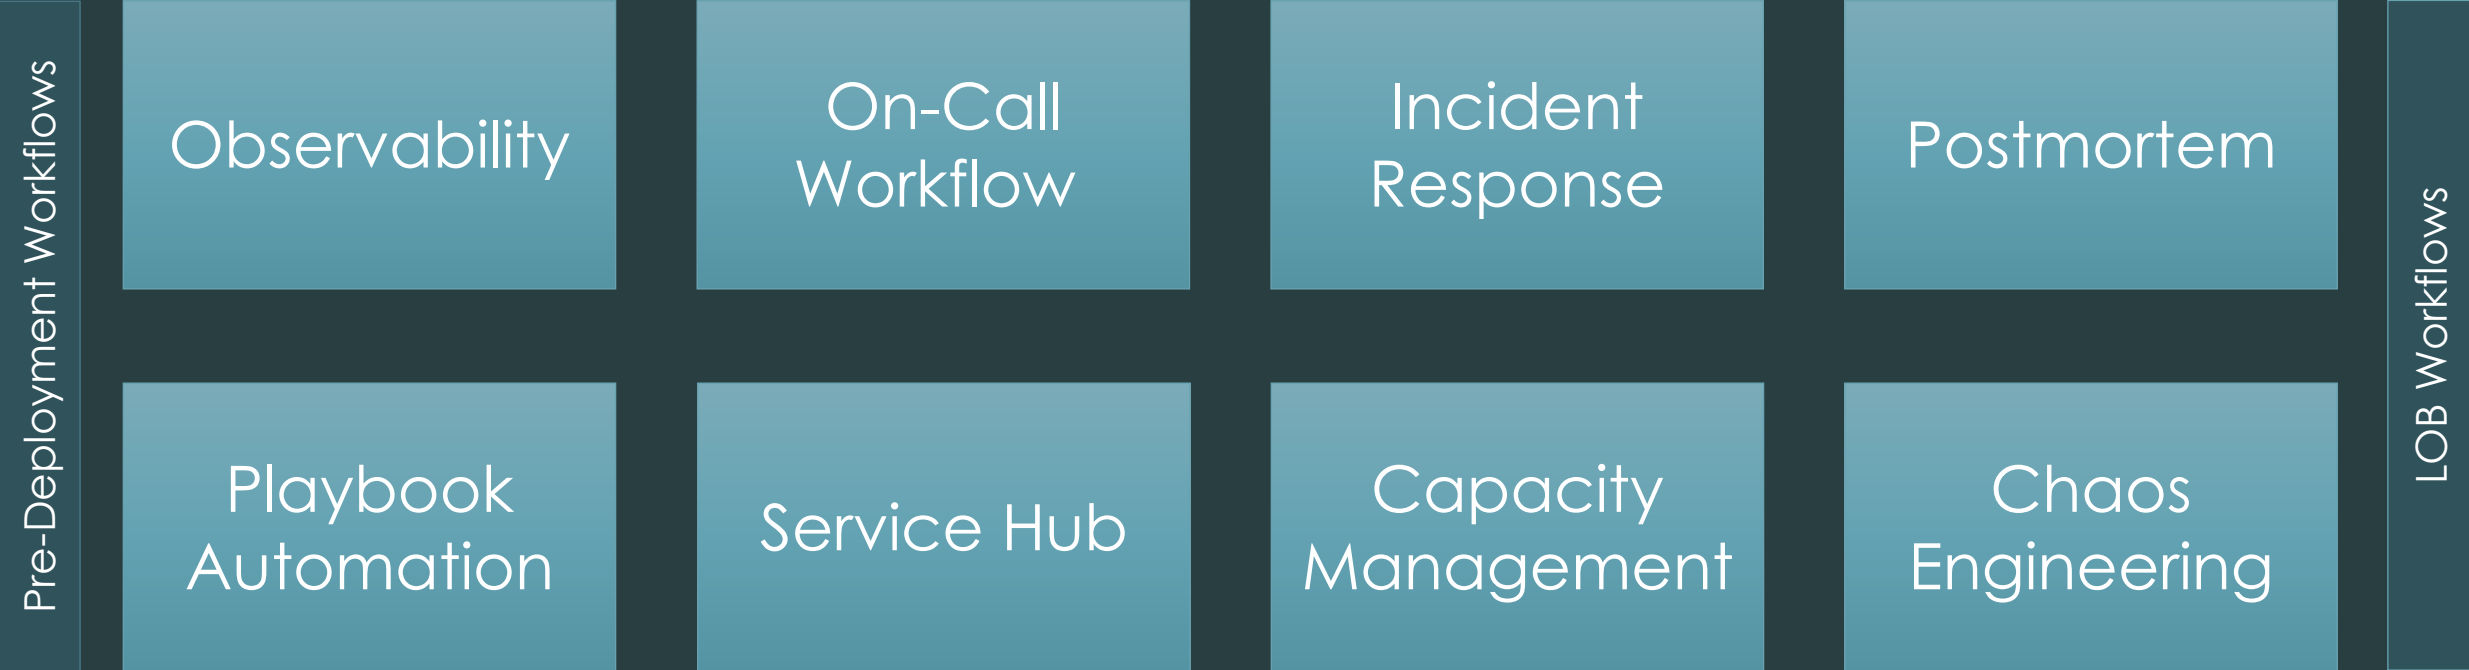 Pre-Deployment Workflows
Observability
On-Call
Workflow
Incident
Response
Postmortem
Playbook
Automation
Service Hub
Capacity
Management
Chaos
Engineering
LOB Workflows